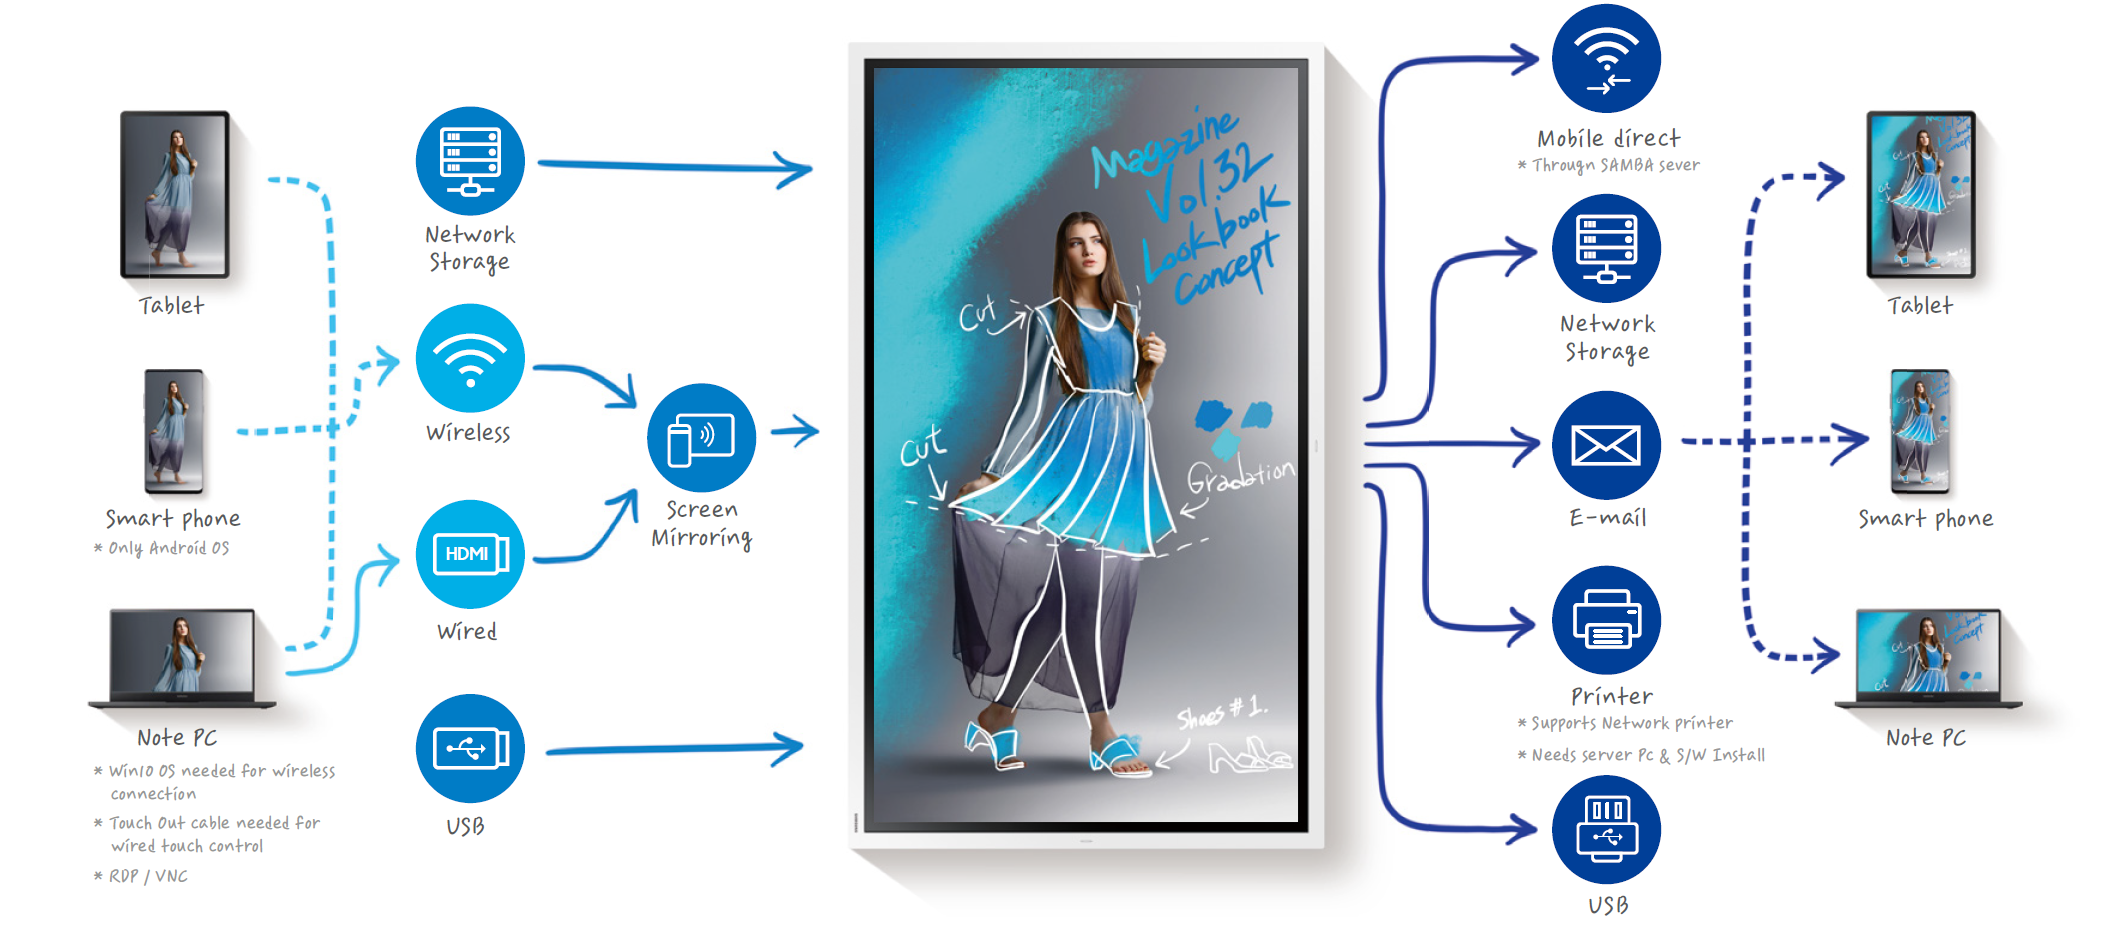 Tablet
Smart phone
* Only Android OS
Note PC
* Win10 OS needed for wireless
connection
* Touch Out cable needed for
wired touch control
* RDP / VNC
Network
Storage
Wireless
HDMI
Wired
USB
Screen
Mirroring
Magazine
Vol.32
Lookbook
Concept
Cut
Cut
Gradation
Shoes #1.
Mobile direct
* Througn SAMBA sever
Network
Storage
E-mail
Printer
* Supports Network printer
* Needs server Pc & S/W Install
USB
Tablet
Smart phone
Note PC